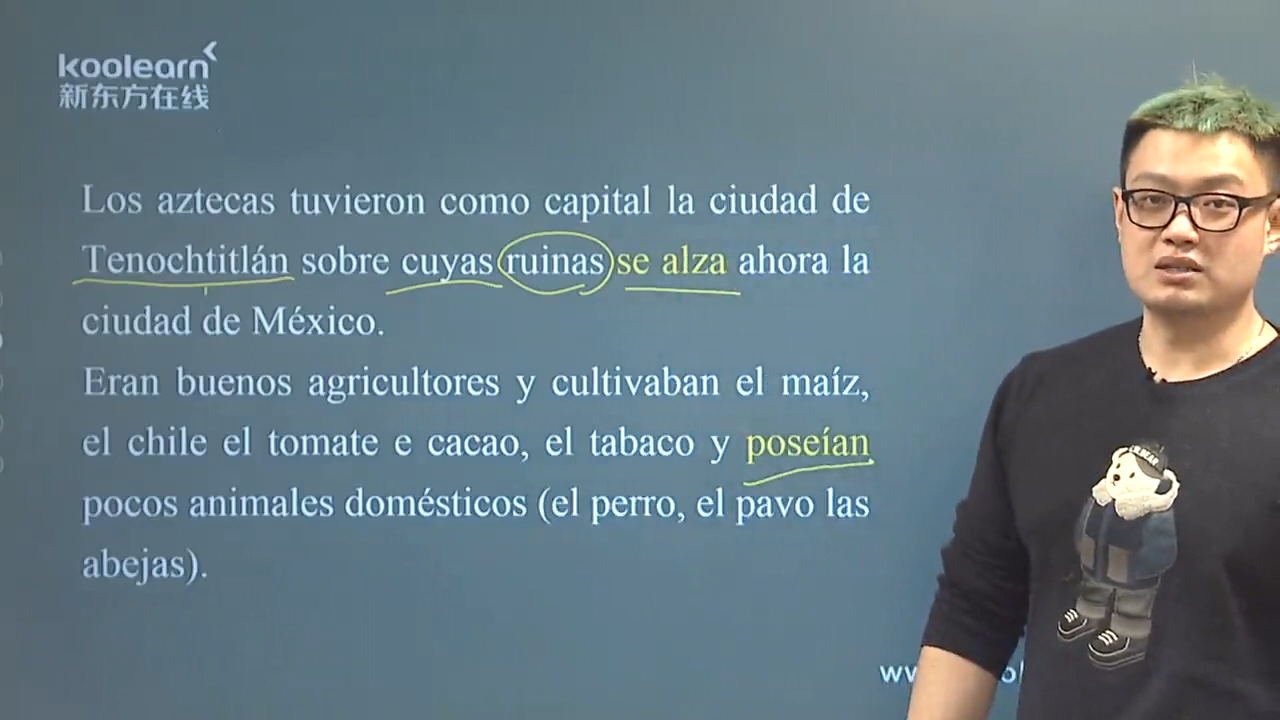 koolearn
新东方在线
Los aztecas tuvieron como capital la ciudad de
Tenochtitlán sobre cuyas ruinas se alza ahora la
ciudad de México.
Eran buenos agricultores y cultivaban el maíz,
el chile el tomate e cacao, el tabaco y poseían
pocos animales domésticos (el perro, el pavo las
abejas).